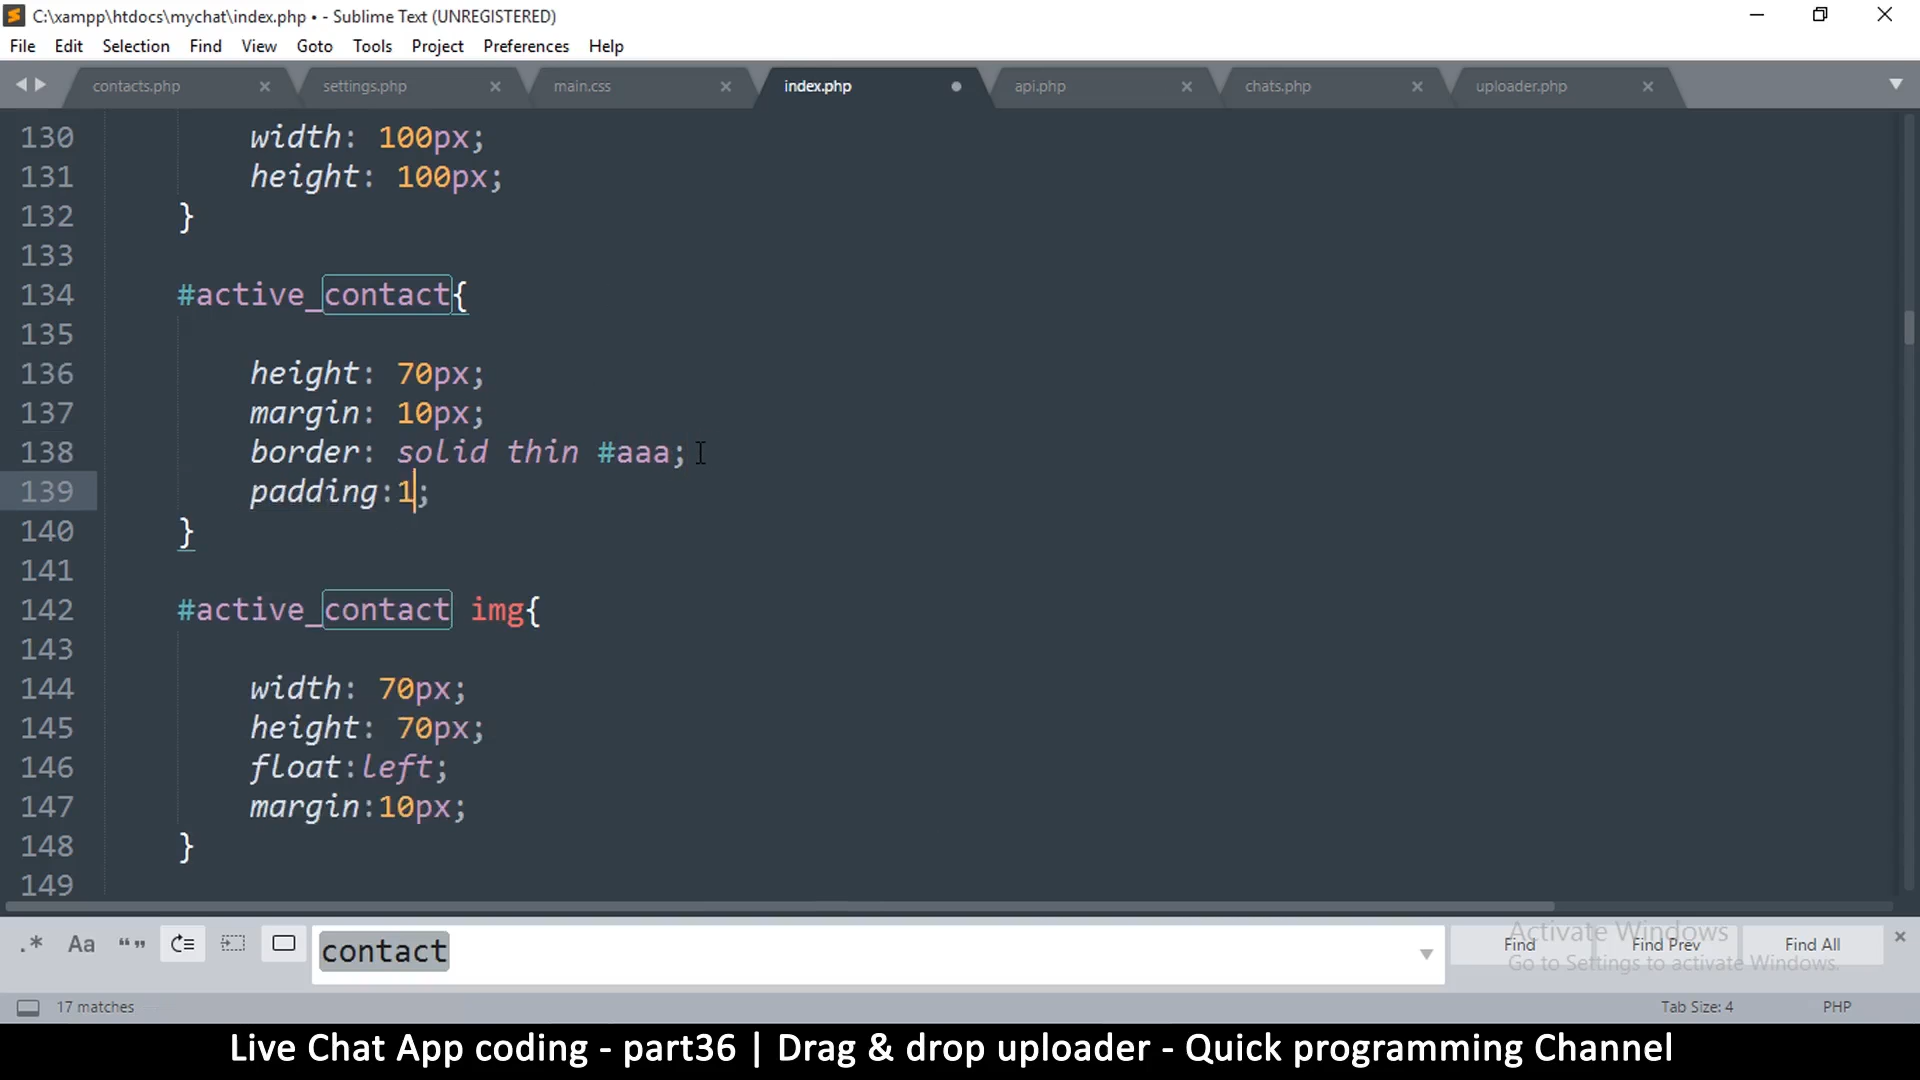 C:\xampp\htdocs\mychat\index.php • - Sublime Text (UNREGISTERED)
File Edit Selection Find View Goto Tools Project Preferences Help
contacts.php settings.php main.css index.php api.php chats.php uploader.php
130 width: 100px;
131 height: 100px;
132 }
133
134 #active_contact{
135
136 height: 70px;
137 margin: 10px;
138 border: solid thin #aaa;
139 padding:1;
140 }
141
142 #active_contact img{
143
144 width: 70px;
145 height: 70px;
146 float:left;
147 margin:10px;
148 }
149
.* Aa “” contact Find Find Prev Find All
Activate Windows
Go to Settings to activate Windows.
17 matches Tab Size: 4 PHP
Live Chat App coding - part36 | Drag & drop uploader - Quick programming Channel